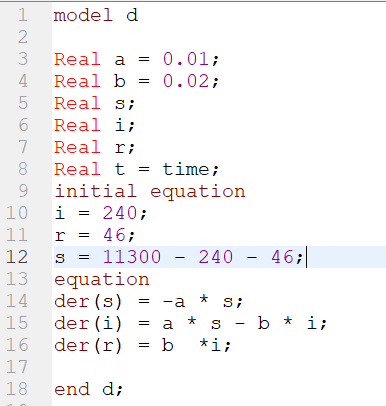 1 model d
2
3 Real a = 0.01;
4 Real b = 0.02;
5 Real s;
6 Real i;
7 Real r;
8 Real t = time;
9 initial equation
10 i = 240;
11 r = 46;
12 s = 11300 - 240 - 46;
13 equation
14 der(s) = -a * s;
15 der(i) = a * s - b * i;
16 der(r) = b  *i;
17
18 end d;